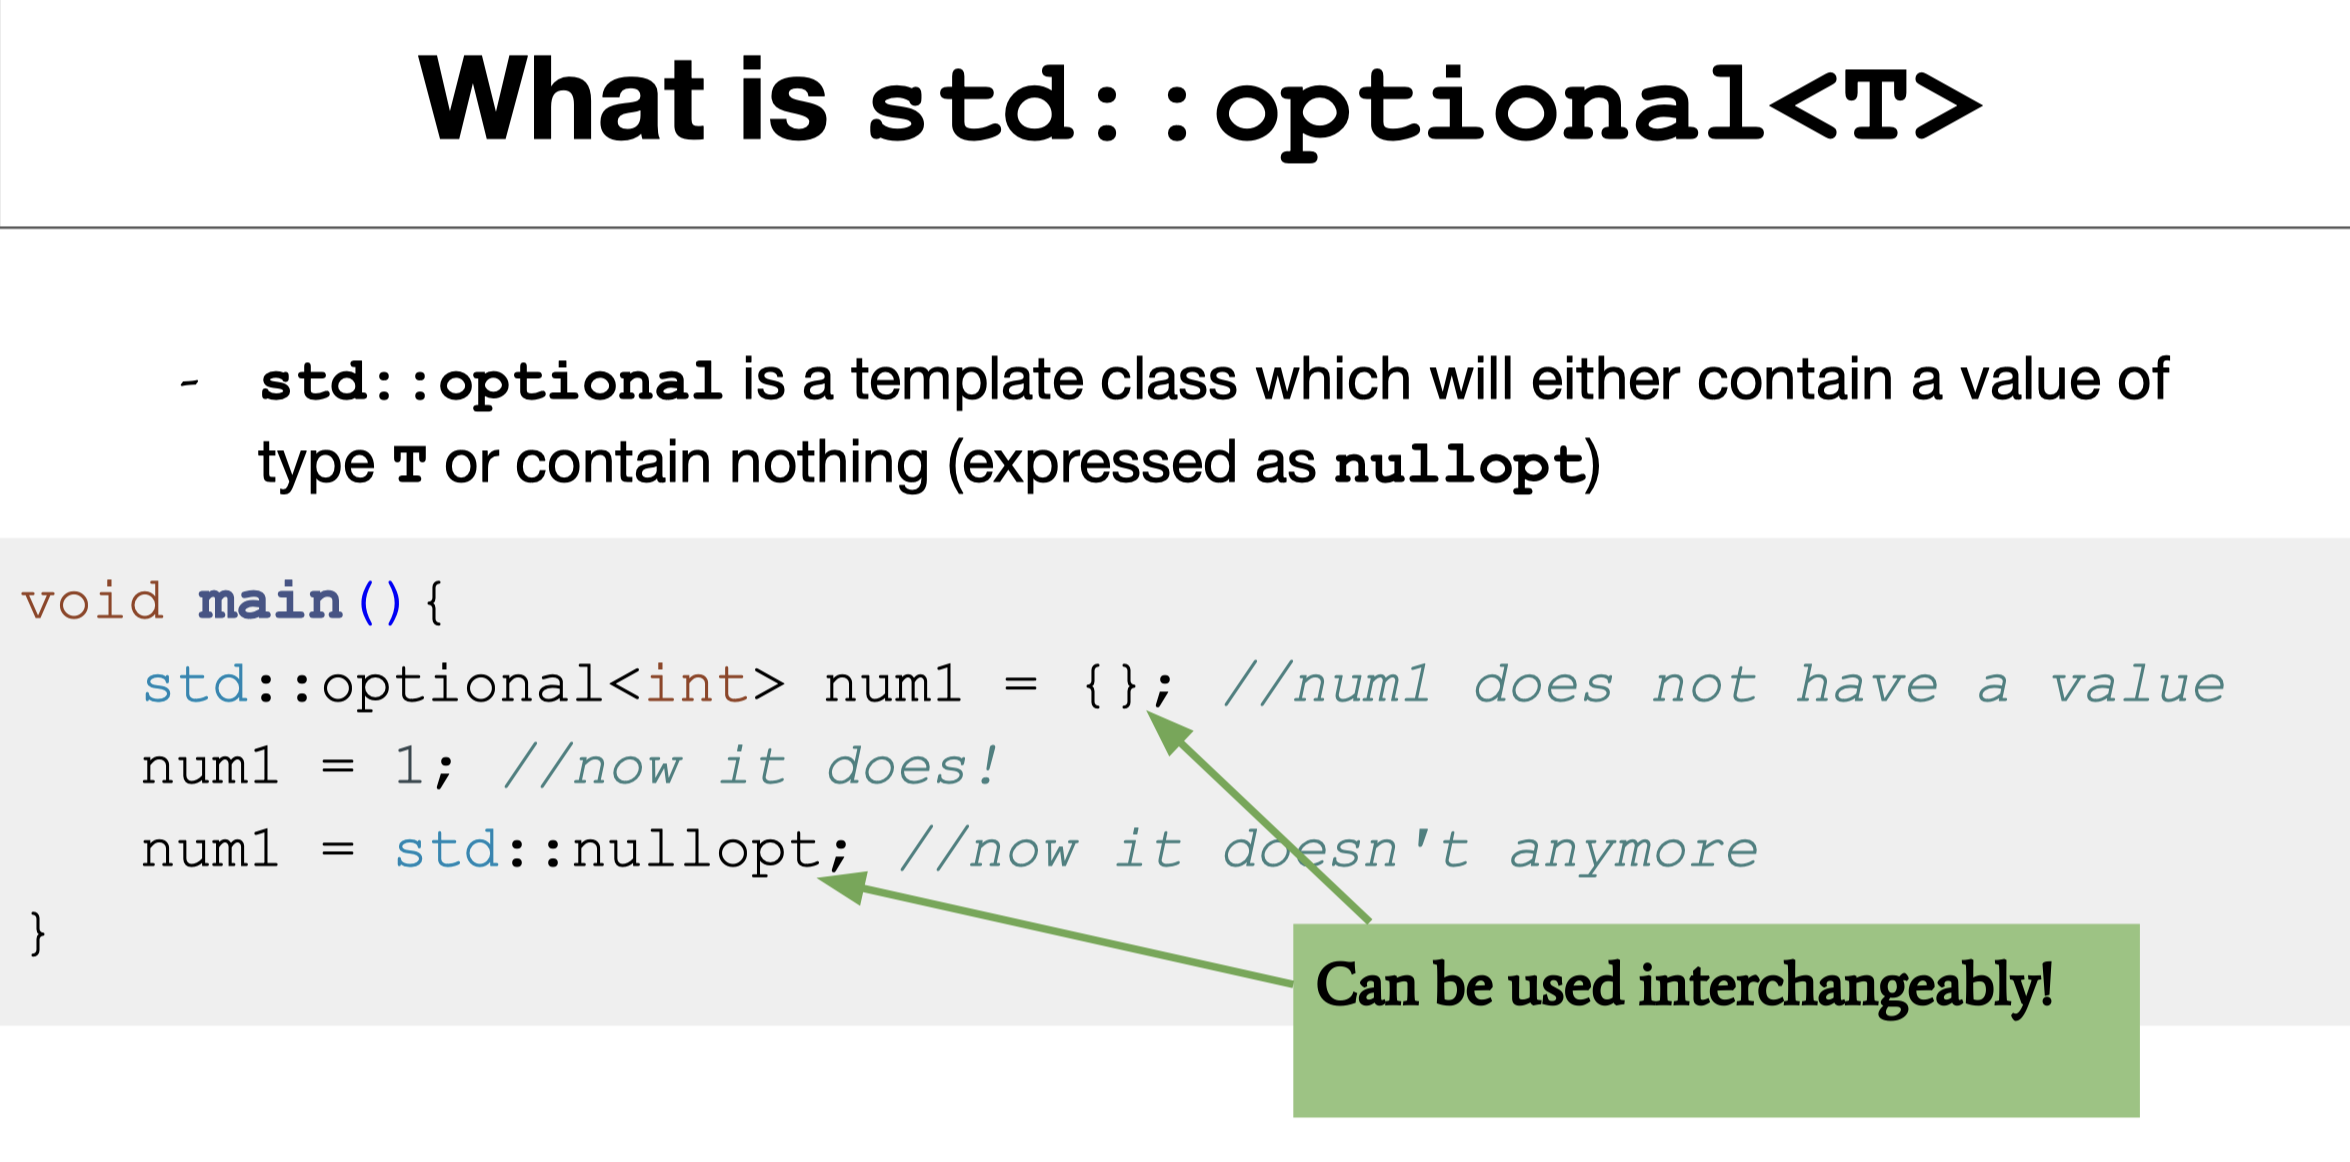 What is std::optional<T>
- std::optional is a template class which will either contain a value of
type T or contain nothing (expressed as nullopt)
void main(){
std::optional<int> num1 = {}; //num1 does not have a value
num1 = 1; //now it does!
num1 = std::nullopt; //now it doesn't anymore
}
Can be used interchangeably!